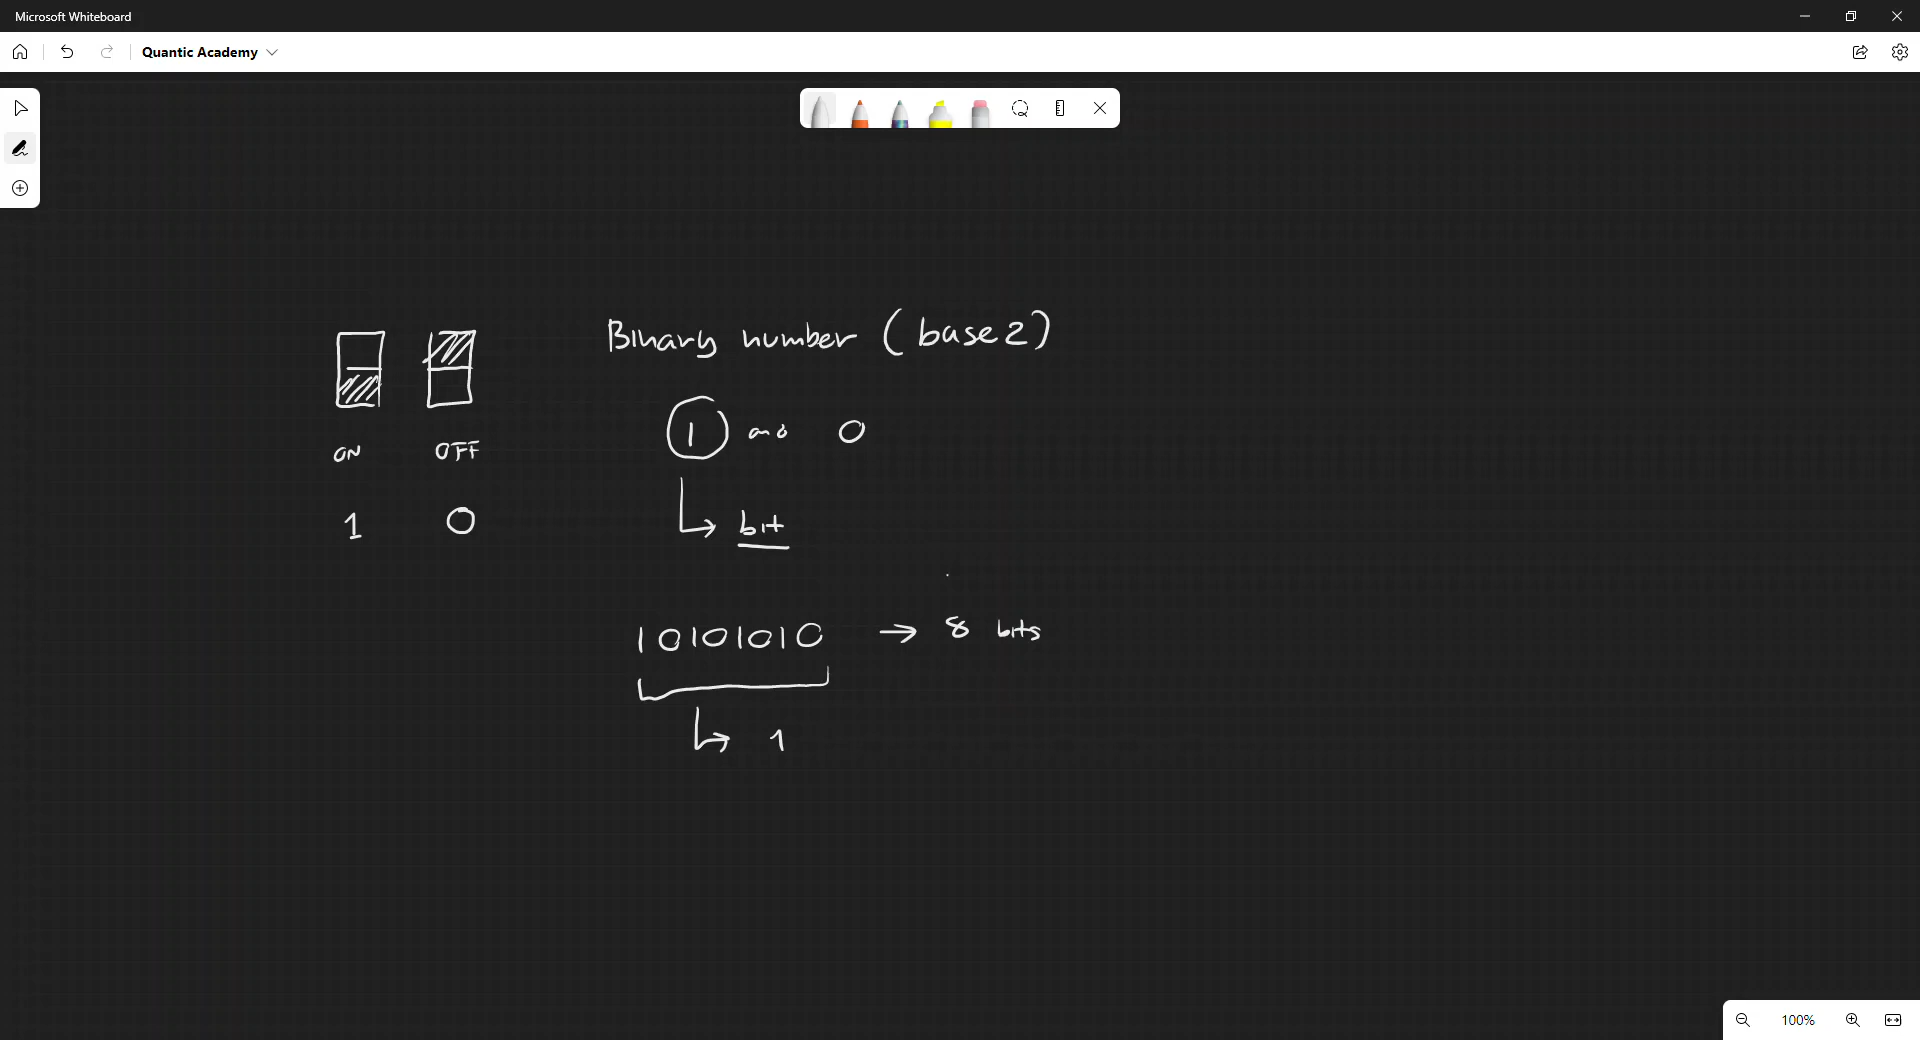 Microsoft Whiteboard
Quantic Academy
Binary number (base 2)
ON OFF
1 and 0
1 0
bit
10101010 → 8 bits
1
100%